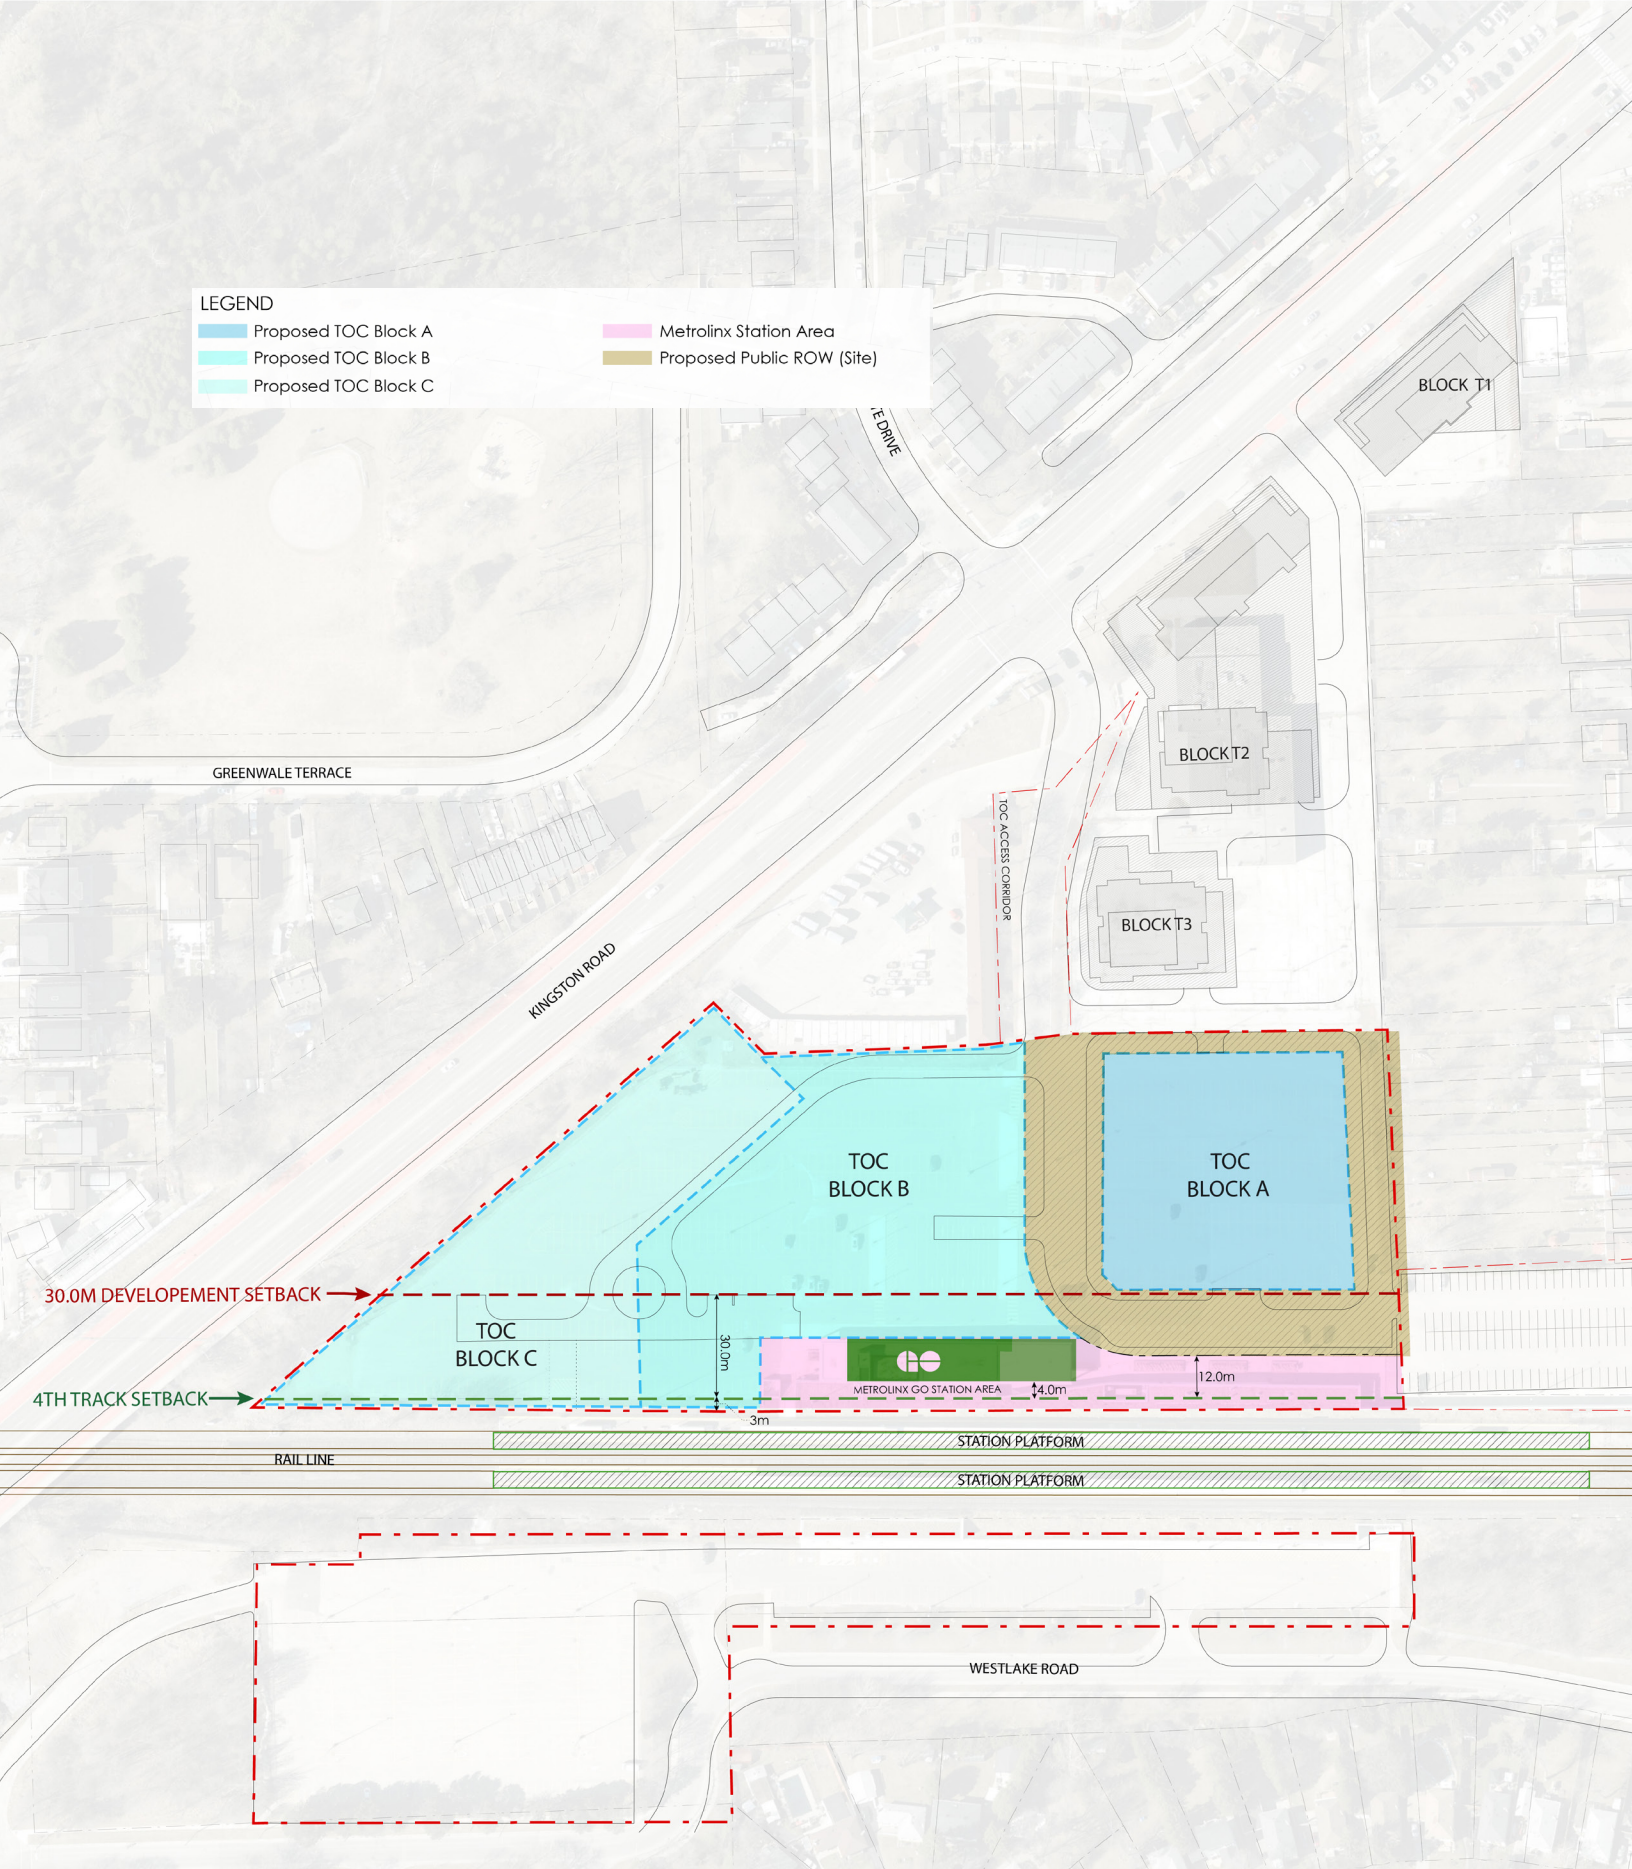 LEGEND
Proposed TOC Block A
Metrolinx Station Area
Proposed TOC Block B
Proposed Public ROW (Site)
Proposed TOC Block C
BLOCK T1
TE DRIVE
BLOCK T2
GREENWALE TERRACE
TOC ACCESS CORRIDOR
BLOCK T3
KINGSTON ROAD
TOC
BLOCK B
TOC
BLOCK A
30.0M DEVELOPEMENT SETBACK
TOC
BLOCK C
30.0m
GO
12.0m
METROLINX GO STATION AREA
4.0m
4TH TRACK SETBACK
3m
STATION PLATFORM
RAIL LINE
STATION PLATFORM
WESTLAKE ROAD